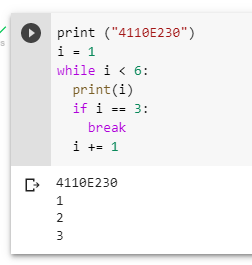 print ("4110E230")
i = 1
while i < 6:
  print(i)
  if i == 3:
    break
  i += 1
4110E230
1
2
3